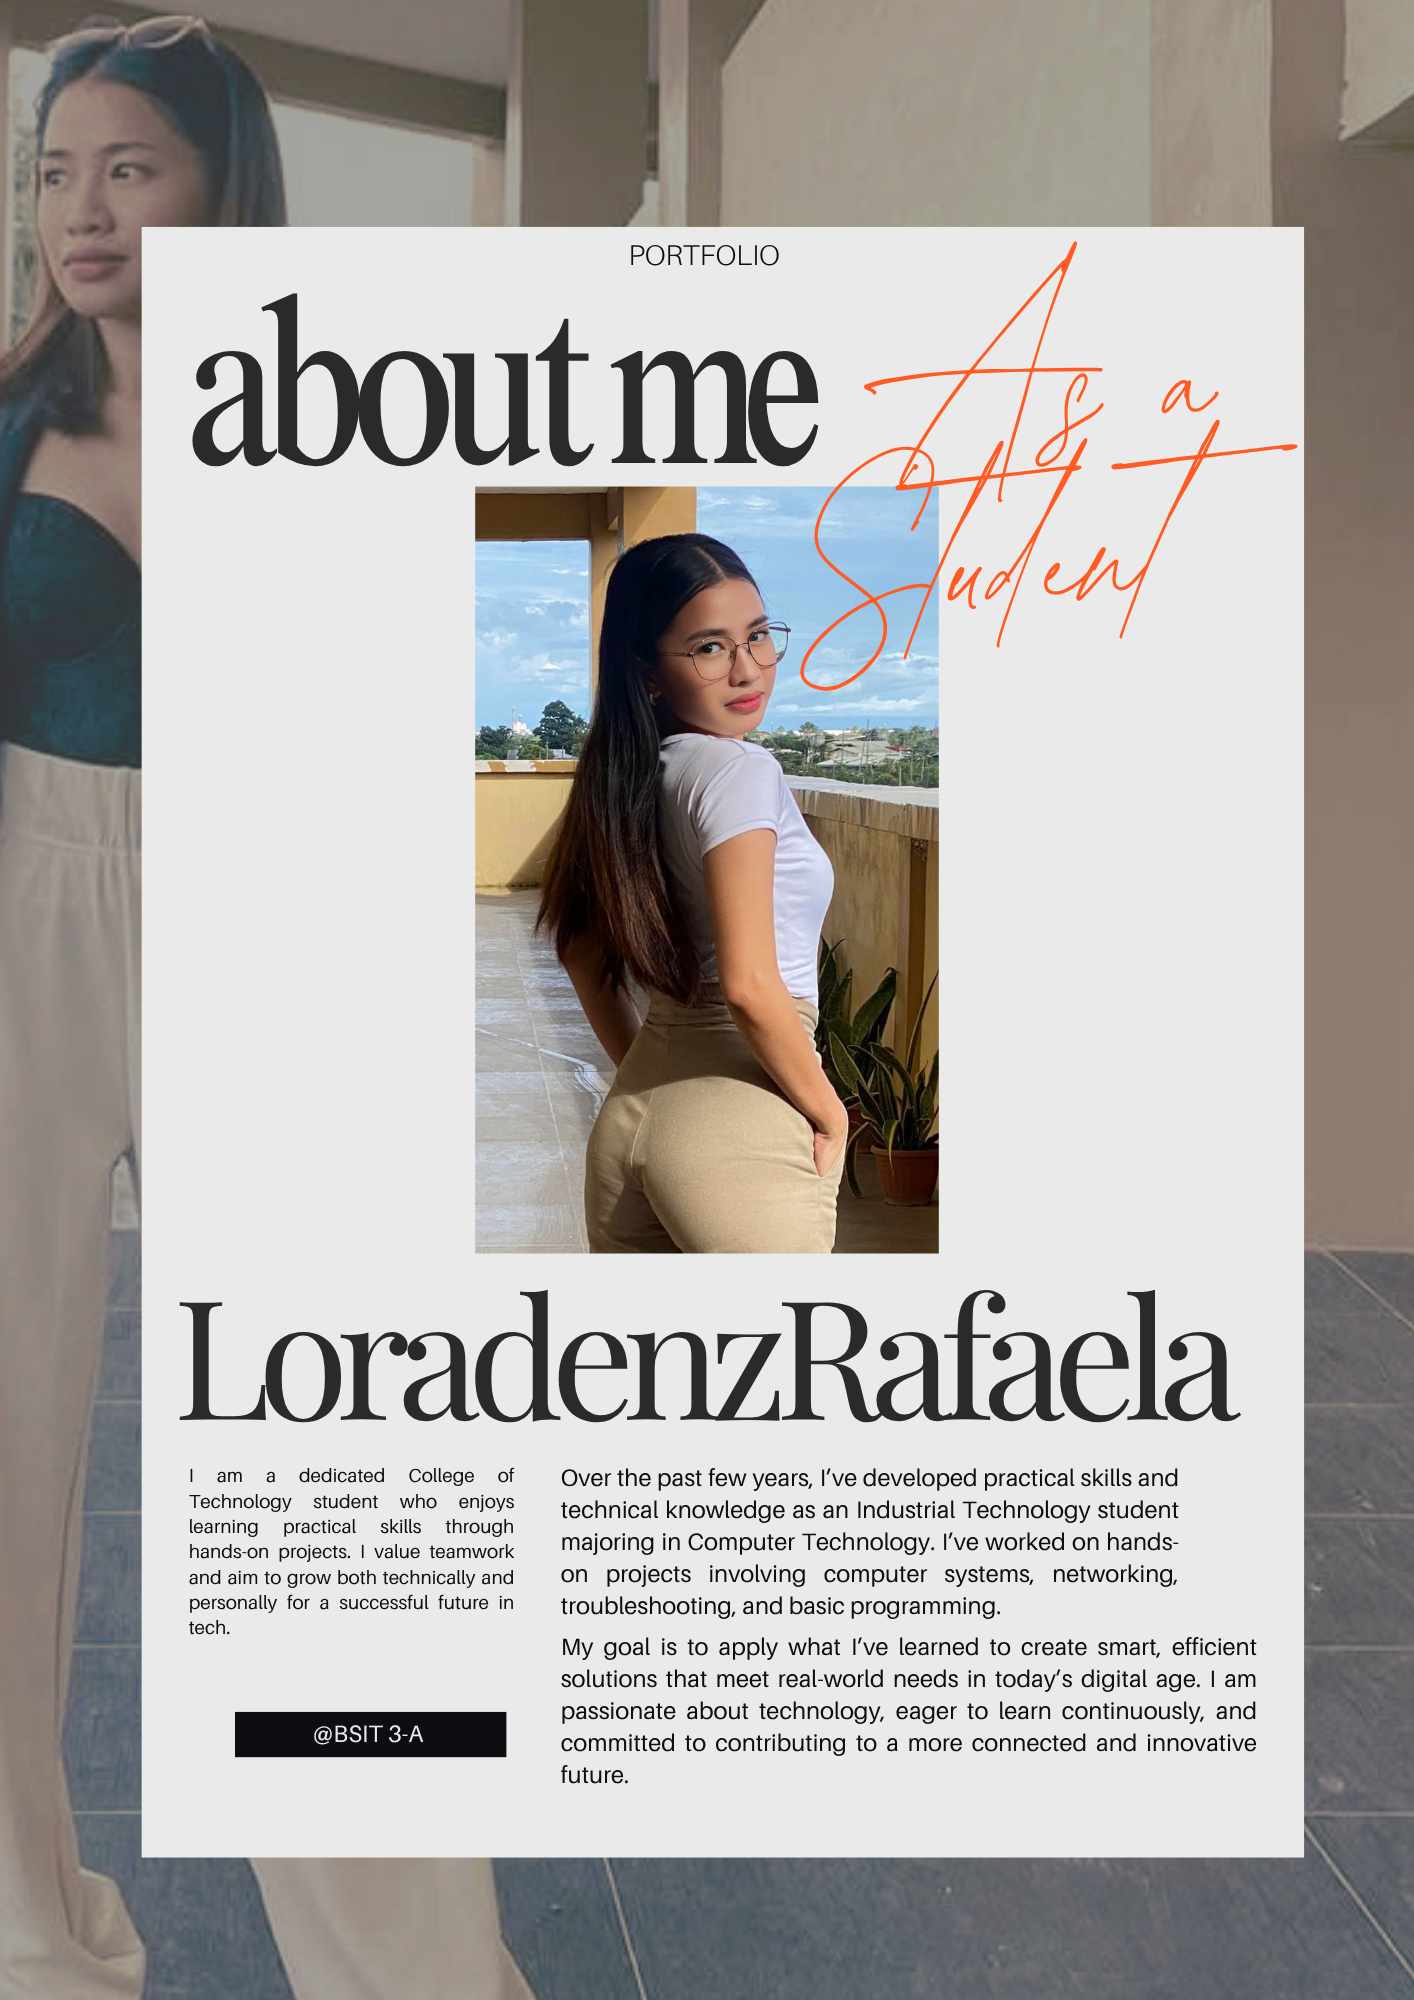 PORTFOLIO
about me
As a
Student
LoradenzRafaela
I am a dedicated College of
Technology student who enjoys
learning practical skills through
hands-on projects. I value teamwork
and aim to grow both technically and
personally for a successful future in
tech.
@BSIT 3-A
Over the past few years, I’ve developed practical skills and
technical knowledge as an Industrial Technology student
majoring in Computer Technology. I’ve worked on hands-
on projects involving computer systems, networking,
troubleshooting, and basic programming.
My goal is to apply what I’ve learned to create smart, efficient
solutions that meet real-world needs in today’s digital age. I am
passionate about technology, eager to learn continuously, and
committed to contributing to a more connected and innovative
future.